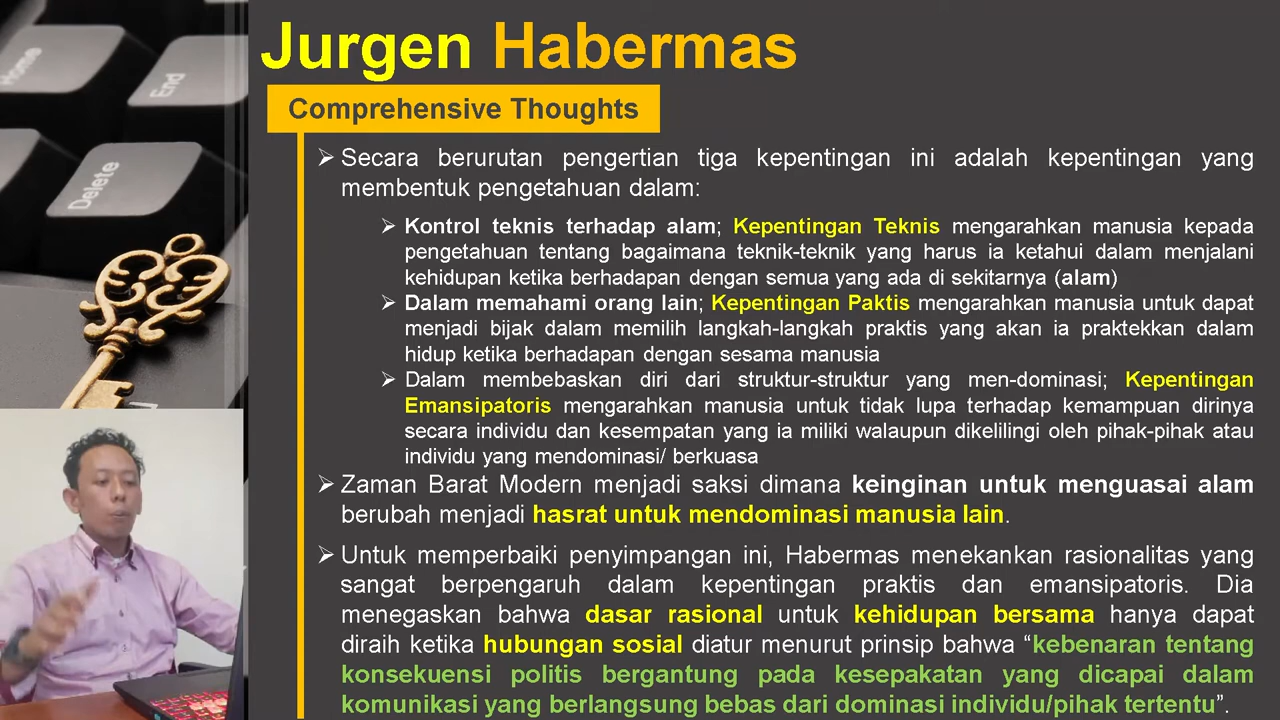 Home
End
Delete
Jurgen Habermas
Comprehensive Thoughts
Secara berurutan pengertian tiga kepentingan ini adalah kepentingan yang
membentuk pengetahuan dalam:
Kontrol teknis terhadap alam; Kepentingan Teknis mengarahkan manusia kepada
pengetahuan tentang bagaimana teknik-teknik yang harus ia ketahui dalam menjalani
kehidupan ketika berhadapan dengan semua yang ada di sekitarnya (alam)
Dalam memahami orang lain; Kepentingan Paktis mengarahkan manusia untuk dapat
menjadi bijak dalam memilih langkah-langkah praktis yang akan ia praktekkan dalam
hidup ketika berhadapan dengan sesama manusia
Dalam membebaskan diri dari struktur-struktur yang men-dominasi; Kepentingan
Emansipatoris mengarahkan manusia untuk tidak lupa terhadap kemampuan dirinya
secara individu dan kesempatan yang ia miliki walaupun dikelilingi oleh pihak-pihak atau
individu yang mendominasi/ berkuasa
Zaman Barat Modern menjadi saksi dimana keinginan untuk menguasai alam
berubah menjadi hasrat untuk mendominasi manusia lain.
Untuk memperbaiki penyimpangan ini, Habermas menekankan rasionalitas yang
sangat berpengaruh dalam kepentingan praktis dan emansipatoris. Dia
menegaskan bahwa dasar rasional untuk kehidupan bersama hanya dapat
diraih ketika hubungan sosial diatur menurut prinsip bahwa “kebenaran tentang
konsekuensi politis bergantung pada kesepakatan yang dicapai dalam
komunikasi yang berlangsung bebas dari dominasi individu/pihak tertentu”.